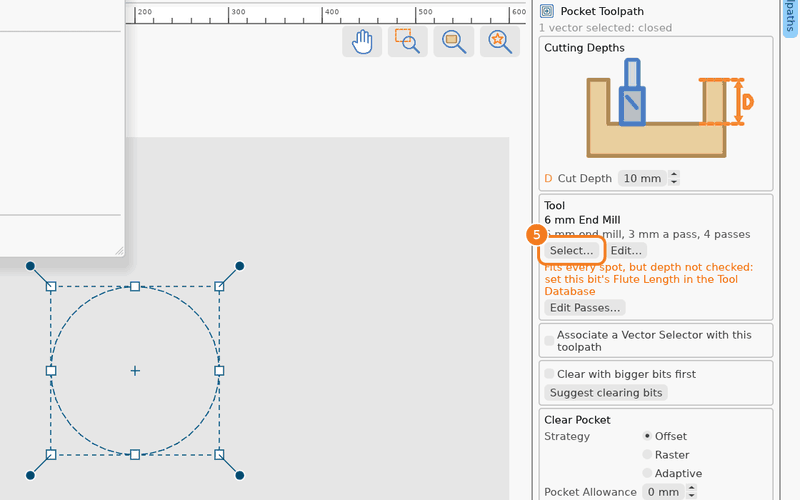 200
300
400
500
600
lpaths
Pocket Toolpath
1 vector selected: closed
Cutting Depths
D
D Cut Depth 10 mm
Tool
6 mm End Mill
mm end mill, 3 mm a pass, 4 passes
5
Select... Edit...
Fits every spot, but depth not checked:
set this bit's Flute Length in the Tool
Database
Edit Passes...
Associate a Vector Selector with this
toolpath
Clear with bigger bits first
Suggest clearing bits
Clear Pocket
Strategy Offset
Raster
Adaptive
Pocket Allowance 0 mm